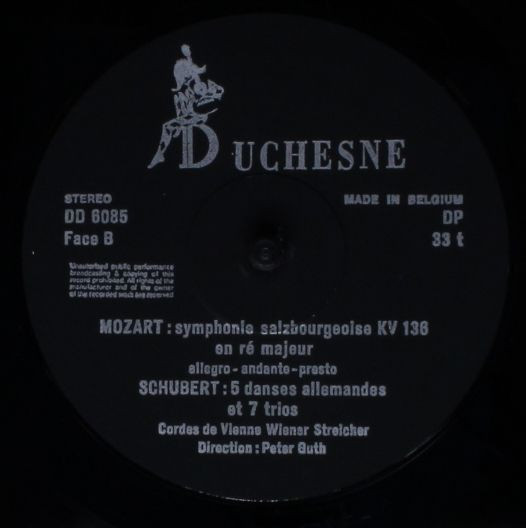 DUCHESNE
STEREO
MADE IN BELGIUM
DD 6085
DP
Face B
33 t
Unauthorised public performance
broadcasting & copying of this
record prohibited. All rights of the
manufacturer and of the owner
of the recorded work are reserved
MOZART : symphonie salzbourgeoise KV 136
en ré majeur
allegro - andante - presto
SCHUBERT : 5 danses allemandes
et 7 trios
Cordes de Vienne Wiener Streicher
Direction : Peter Guth